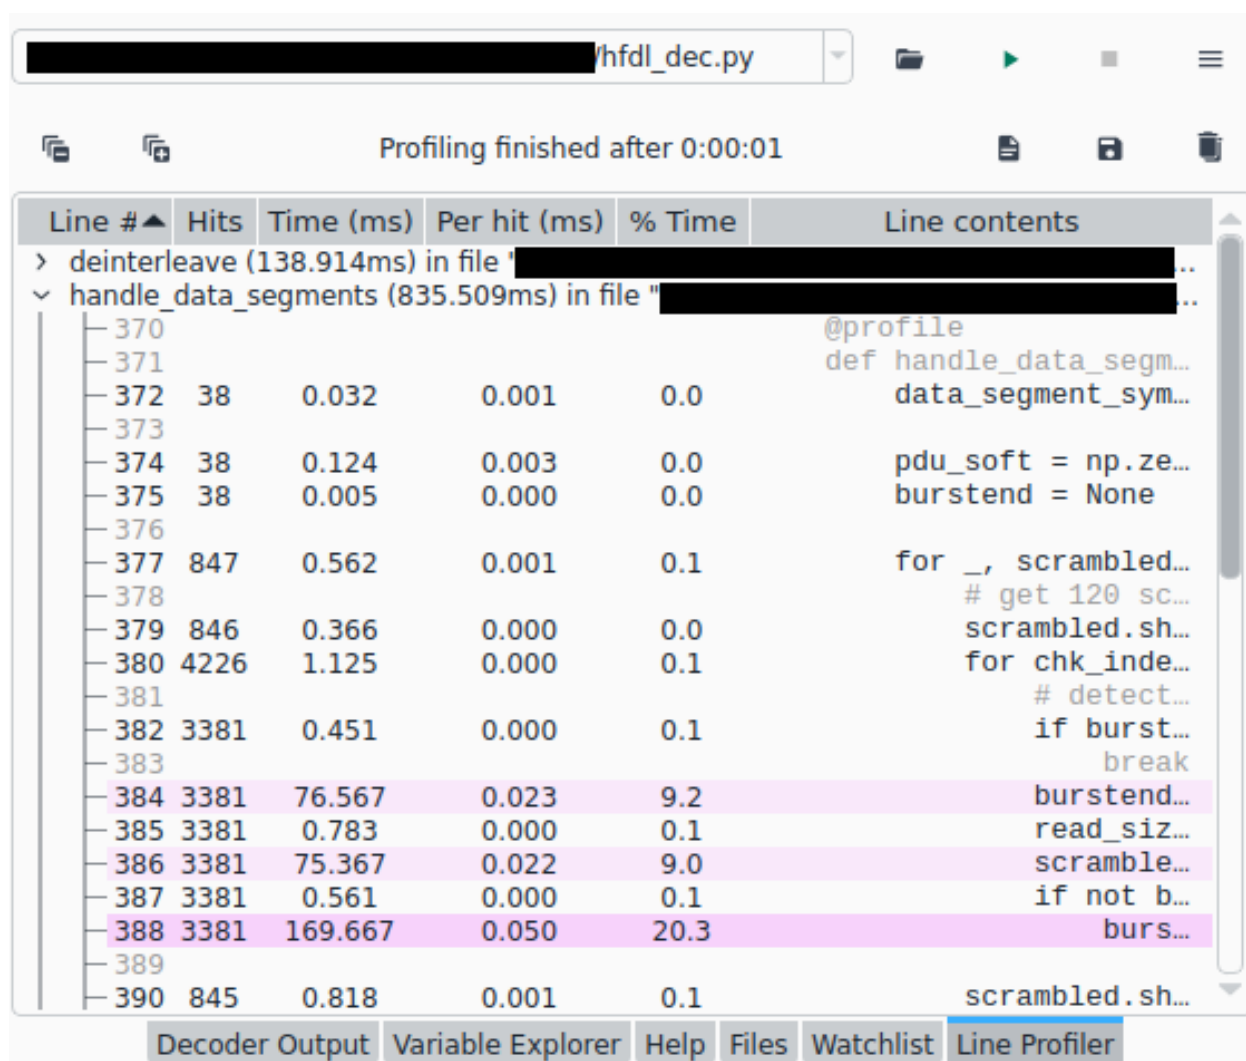 /hfdl_dec.py
Profiling finished after 0:00:01
Line # Hits Time (ms) Per hit (ms) % Time Line contents
deinterleave (138.914ms) in file '...
handle_data_segments (835.509ms) in file "...
370 @profile
371 def handle_data_segm…
372 38 0.032 0.001 0.0 data_segment_sym…
373
374 38 0.124 0.003 0.0 pdu_soft = np.ze…
375 38 0.005 0.000 0.0 burstend = None
376
377 847 0.562 0.001 0.1 for _, scrambled…
378 # get 120 sc…
379 846 0.366 0.000 0.0 scrambled.sh…
380 4226 1.125 0.000 0.1 for chk_inde…
381 # detect…
382 3381 0.451 0.000 0.1 if burst…
383 break
384 3381 76.567 0.023 9.2 burstend…
385 3381 0.783 0.000 0.1 read_siz…
386 3381 75.367 0.022 9.0 scramble…
387 3381 0.561 0.000 0.1 if not b…
388 3381 169.667 0.050 20.3 burs…
389
390 845 0.818 0.001 0.1 scrambled.sh…
Decoder Output Variable Explorer Help Files Watchlist Line Profiler